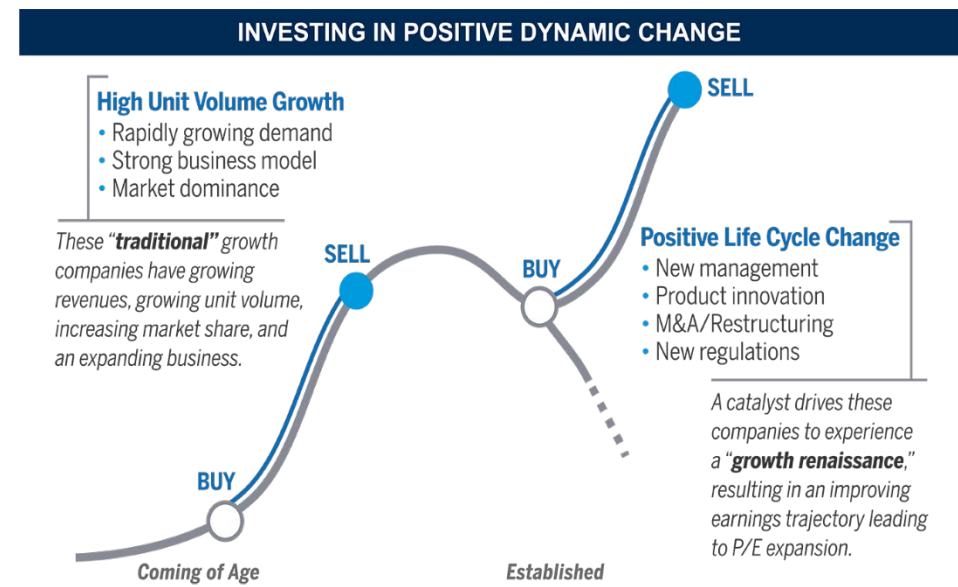 INVESTING IN POSITIVE DYNAMIC CHANGE
High Unit Volume Growth
• Rapidly growing demand
• Strong business model
• Market dominance
These “traditional” growth
companies have growing
revenues, growing unit volume,
increasing market share, and
an expanding business.
BUY
SELL
BUY
SELL
Positive Life Cycle Change
• New management
• Product innovation
• M&A/Restructuring
• New regulations
A catalyst drives these
companies to experience
a “growth renaissance,”
resulting in an improving
earnings trajectory leading
to P/E expansion.
Coming of Age
Established